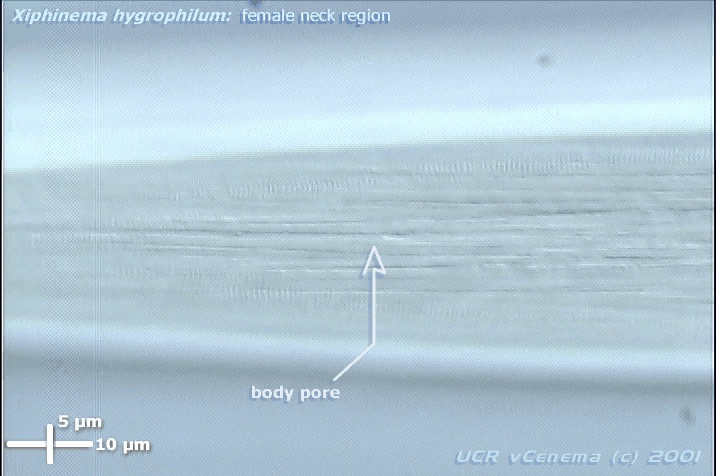 Xiphinema hygrophilum: female neck region
body pore
5 µm
10 µm
UCR vCenema (c) 2001